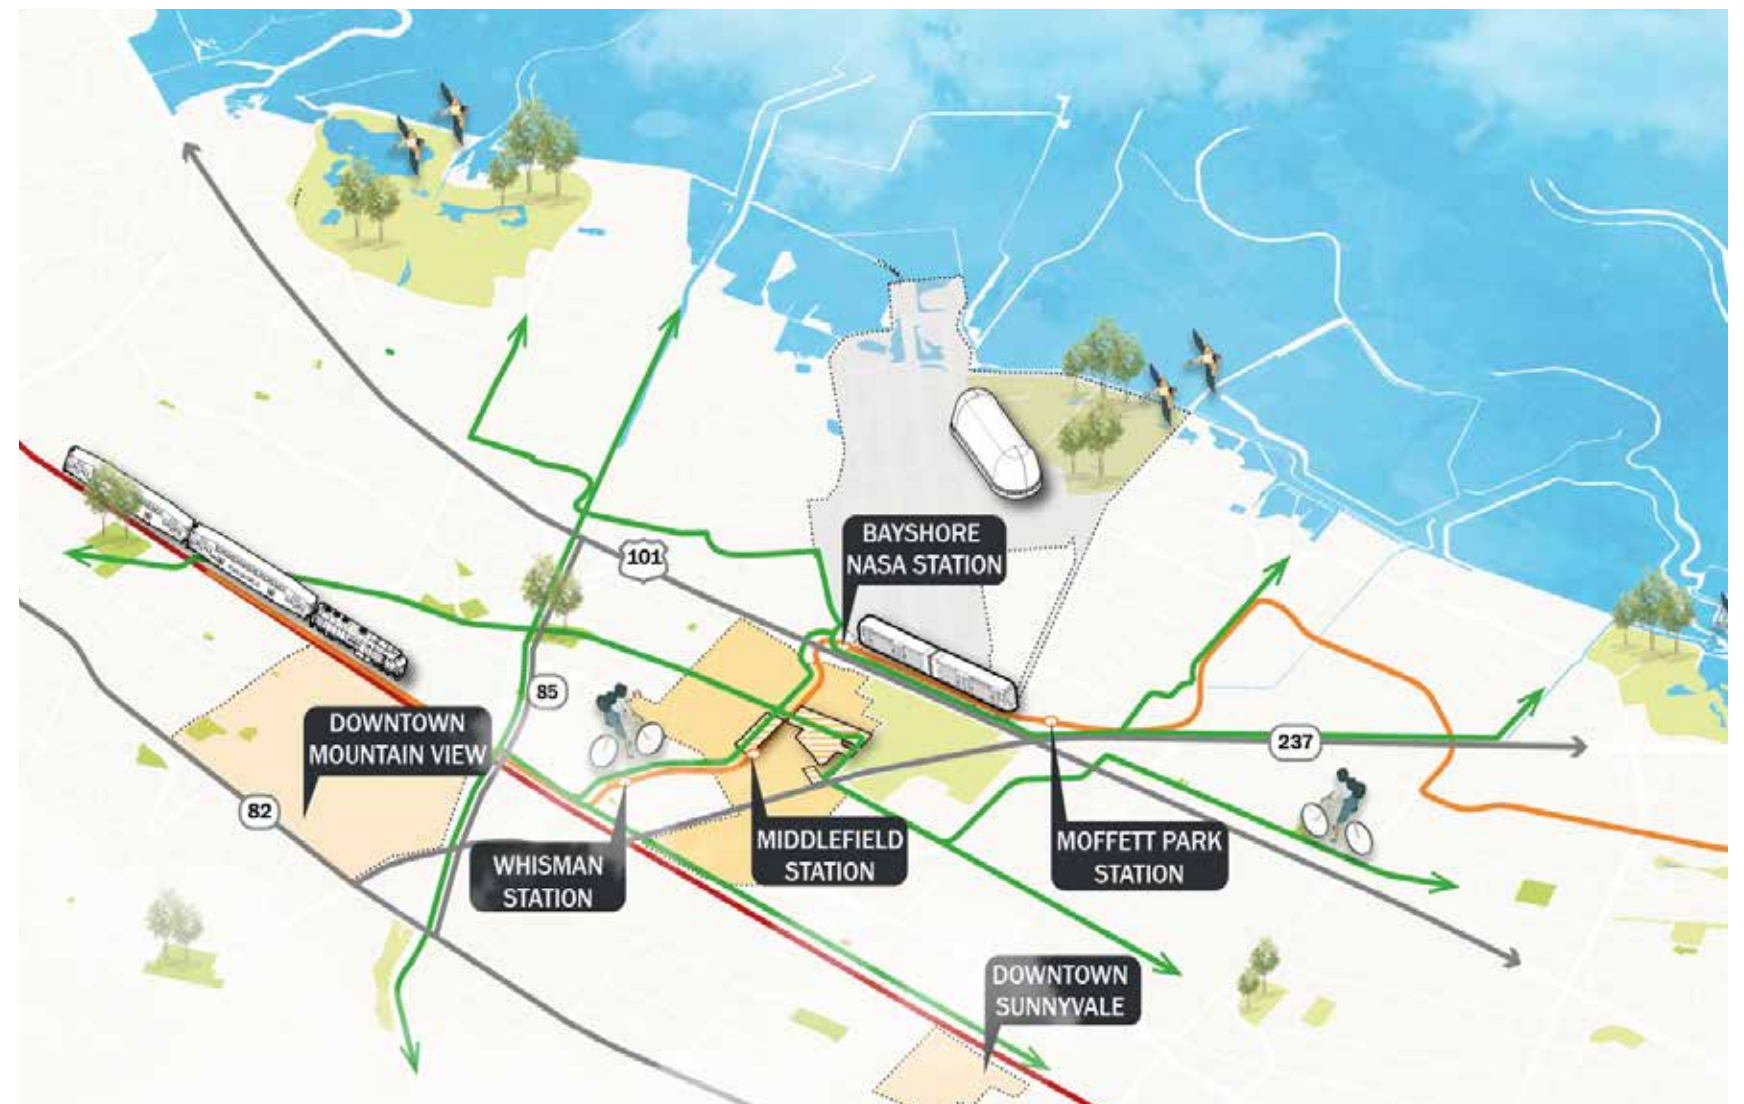 BAYSHORE
NASA STATION
101
85
DOWNTOWN
MOUNTAIN VIEW
237
82
MIDDLEFIELD
STATION
MOFFETT PARK
STATION
WHISMAN
STATION
DOWNTOWN
SUNNYVALE